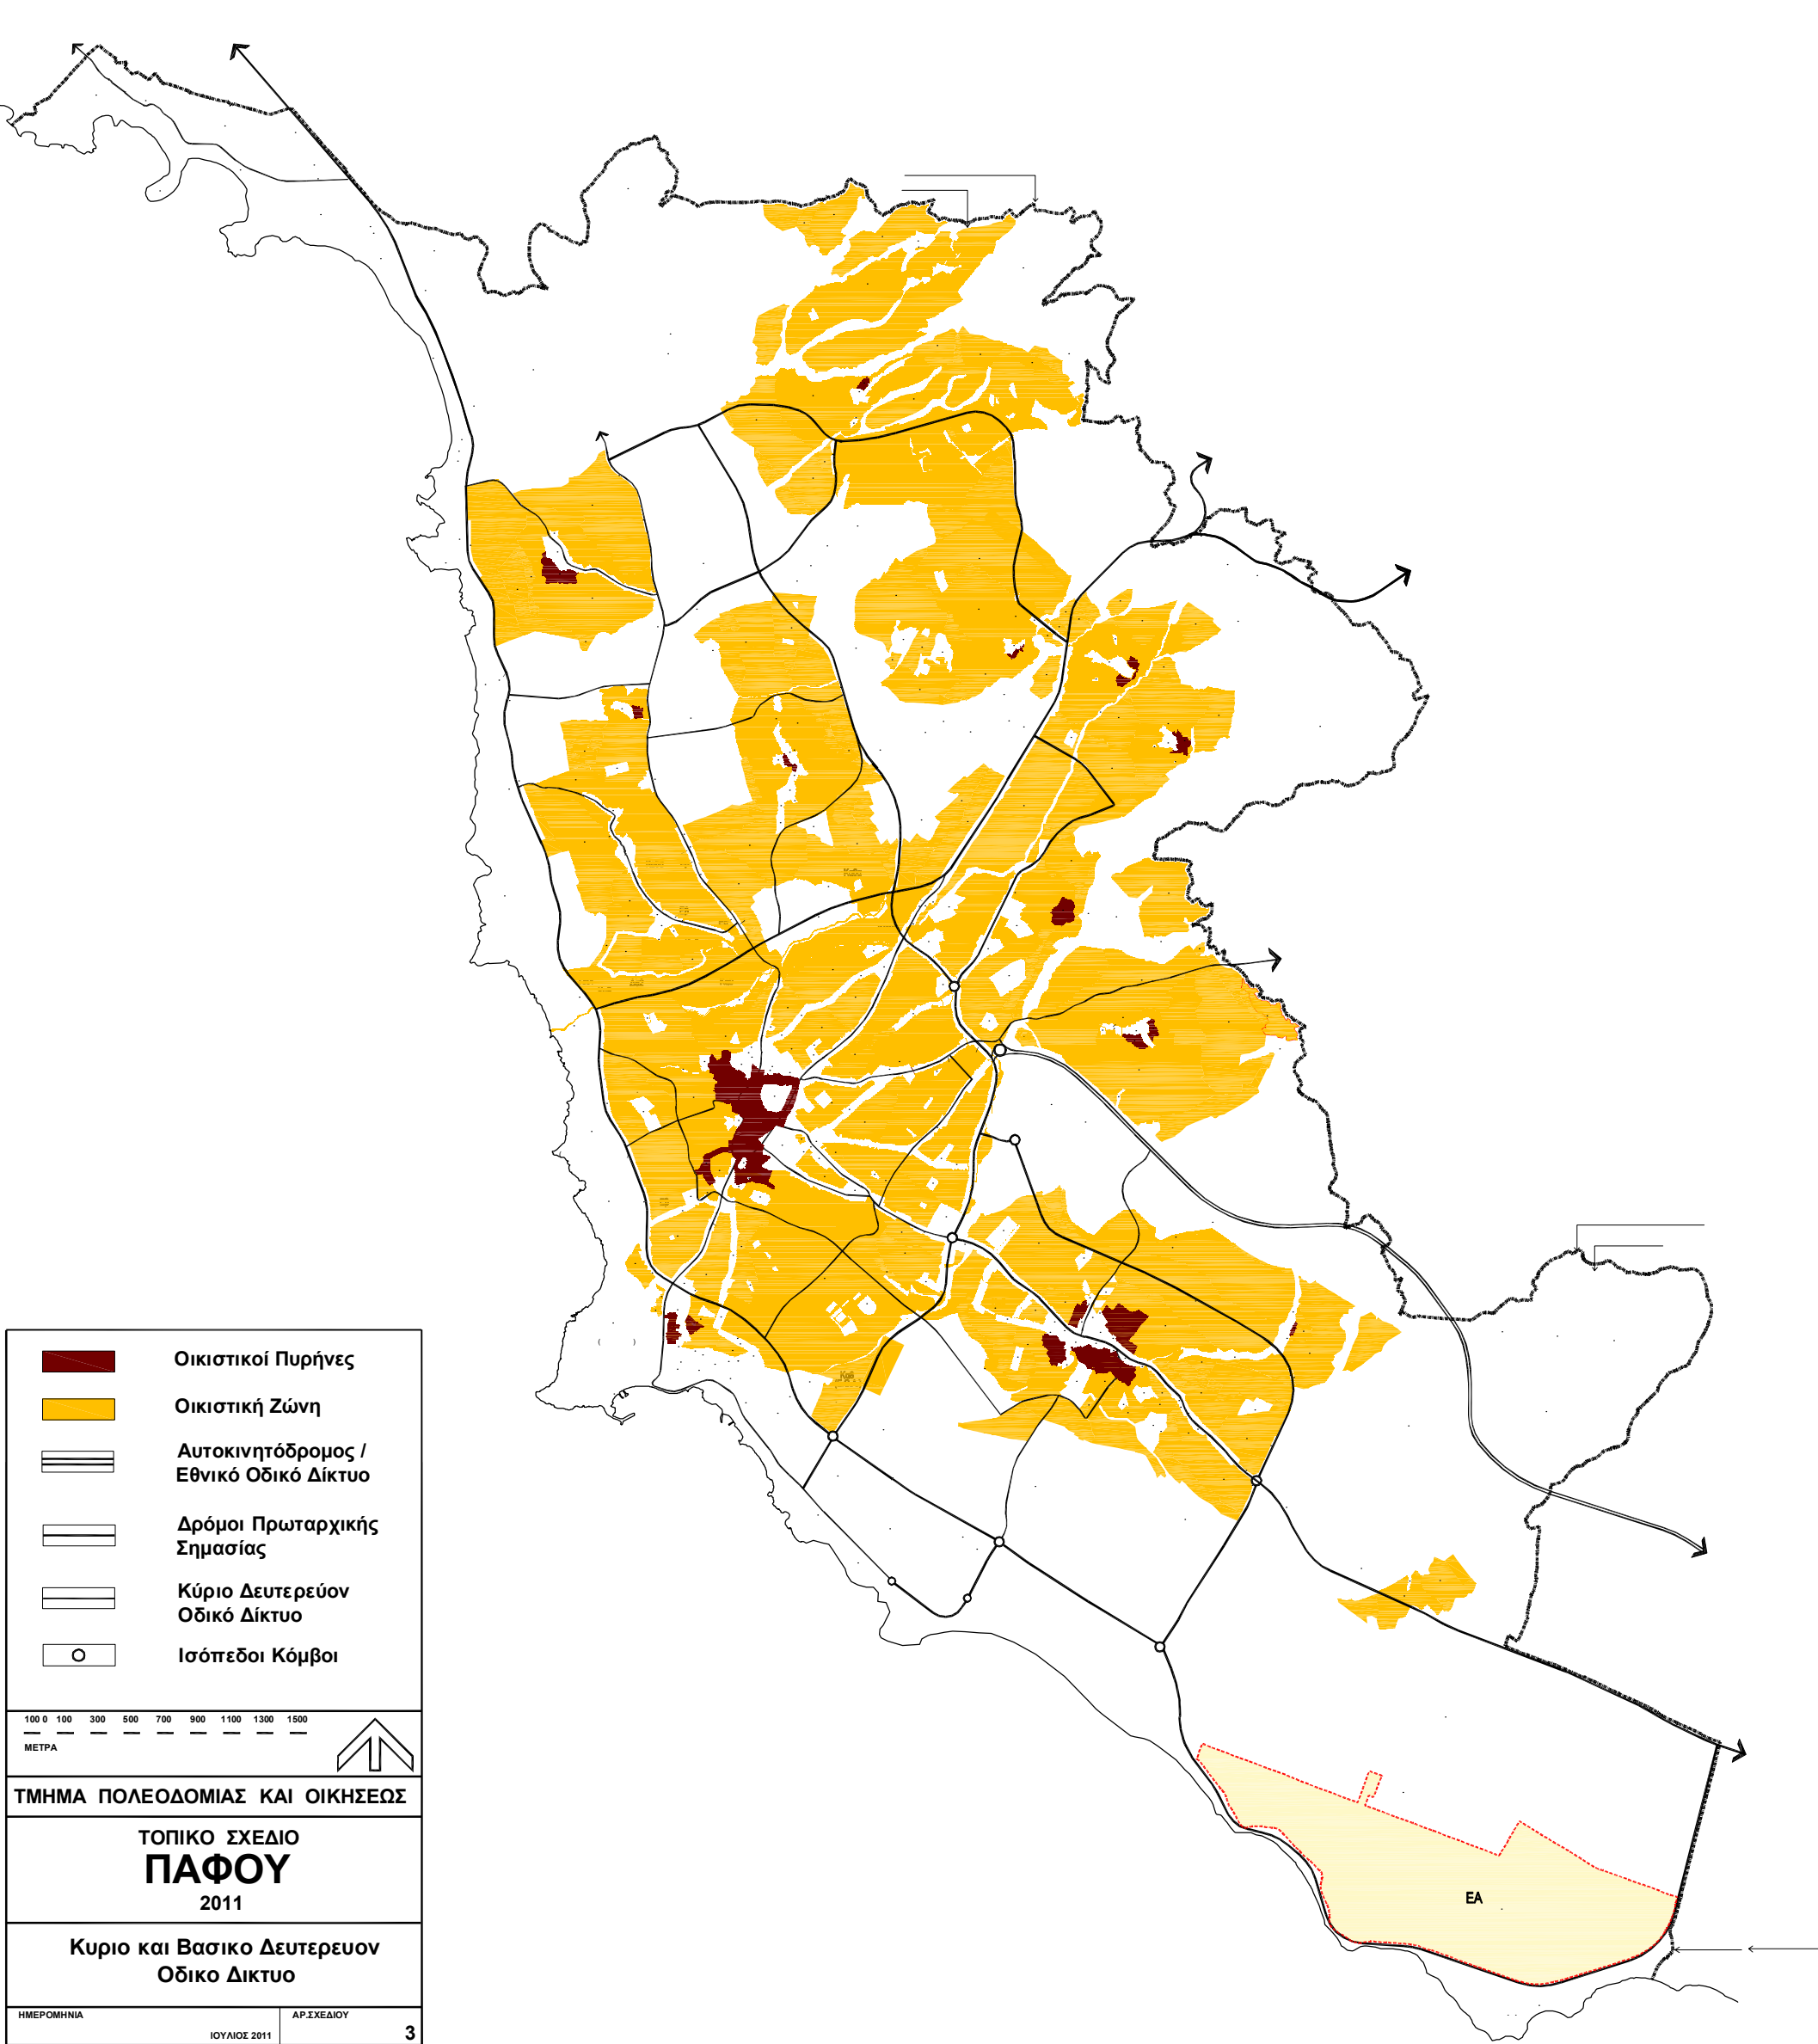 Οικιστικοί Πυρήνες
Οικιστική Ζώνη
Αυτοκινητόδρομος /
Εθνικό Οδικό Δίκτυο
Δρόμοι Πρωταρχικής
Σημασίας
Κύριο Δευτερεύον
Οδικό Δίκτυο
Ισόπεδοι Κόμβοι
100 0 100 300 500 700 900 1100 1300 1500
ΜΕΤΡΑ
ΤΜΗΜΑ ΠΟΛΕΟΔΟΜΙΑΣ ΚΑΙ ΟΙΚΗΣΕΩΣ
ΤΟΠΙΚΟ ΣΧΕΔΙΟ
ΠΑΦΟΥ
2011
Κυριο και Βασικο Δευτερευον
Οδικο Δικτυο
ΗΜΕΡΟΜΗΝΙΑ
ΙΟΥΛΙΟΣ 2011
ΑΡ.ΣΧΕΔΙΟΥ
3
ΕΑ